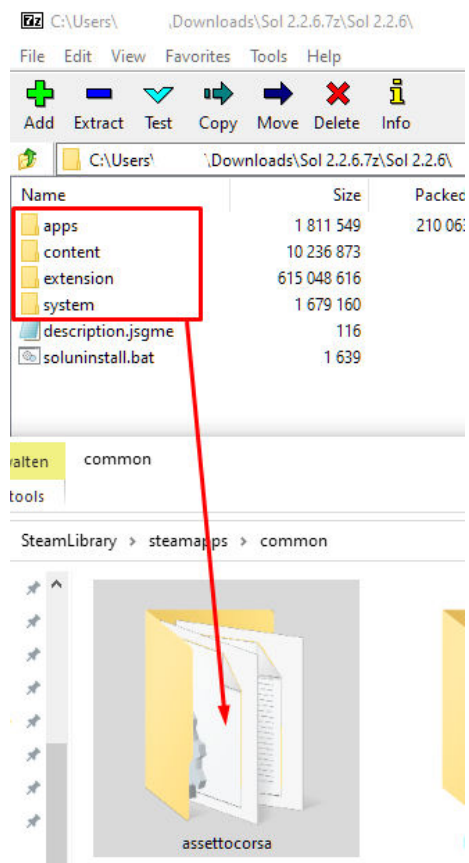 C:\Users\ ,Downloads\Sol 2.2.6.7z\Sol 2.2.6\
File Edit View Favorites Tools Help
Add Extract Test Copy Move Delete Info
C:\Users' '.Downloads\Sol 2.2.6.7z\Sol 2.2.6\
Name Size Packed
apps 1 811 549 210 063
content 10 236 873
extension 615 048 616
system 1 679 160
description.jsgme 116
soluninstall.bat 1 639
common
tools
SteamLibrary > steamapps > common
assettocorsa